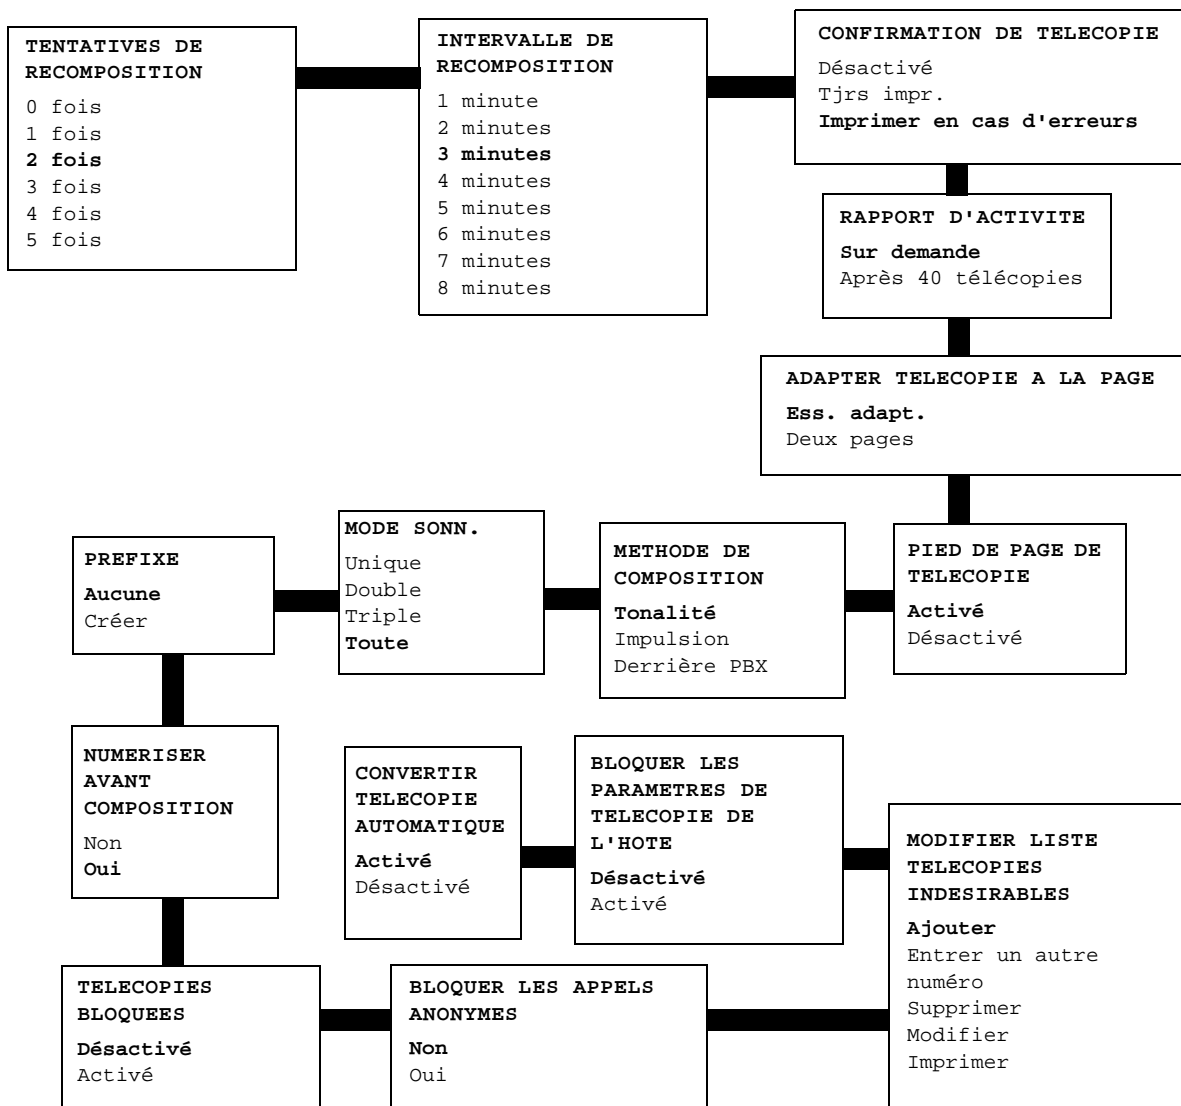 TENTATIVES DE
RECOMPOSITION
0 fois
1 fois
2 fois
3 fois
4 fois
5 fois
INTERVALLE DE
RECOMPOSITION
1 minute
2 minutes
3 minutes
4 minutes
5 minutes
6 minutes
7 minutes
8 minutes
CONFIRMATION DE TELECOPIE
Désactivé
Tjrs impr.
Imprimer en cas d'erreurs
RAPPORT D'ACTIVITE
Sur demande
Après 40 télécopies
ADAPTER TELECOPIE A LA PAGE
Ess. adapt.
Deux pages
PIED DE PAGE DE
TELECOPIE
Activé
Désactivé
METHODE DE
COMPOSITION
Tonalité
Impulsion
Derrière PBX
MODE SONN.
Unique
Double
Triple
Toute
PREFIXE
Aucune
Créer
NUMERISER
AVANT
COMPOSITION
Non
Oui
TELECOPIES
BLOQUEES
Désactivé
Activé
BLOQUER LES APPELS
ANONYMES
Non
Oui
MODIFIER LISTE
TELECOPIES
INDESIRABLES
Ajouter
Entrer un autre
numéro
Supprimer
Modifier
Imprimer
BLOQUER LES
PARAMETRES DE
TELECOPIE DE
L'HOTE
Désactivé
Activé
CONVERTIR
TELECOPIE
AUTOMATIQUE
Activé
Désactivé